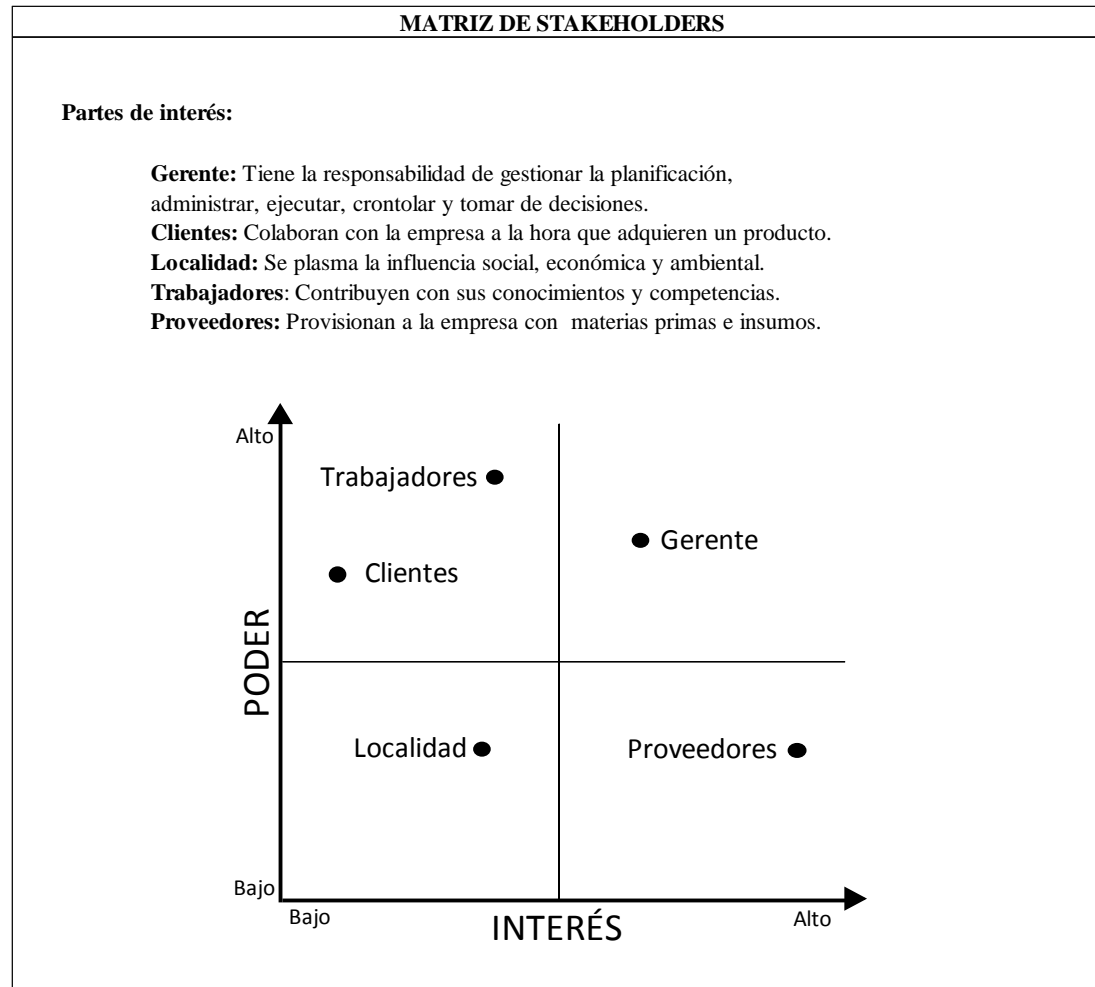 MATRIZ DE STAKEHOLDERS
Partes de interés:
Gerente: Tiene la responsabilidad de gestionar la planificación,
administrar, ejecutar, crontolar y tomar de decisiones.
Clientes: Colaboran con la empresa a la hora que adquieren un producto.
Localidad: Se plasma la influencia social, económica y ambiental.
Trabajadores: Contribuyen con sus conocimientos y competencias.
Proveedores: Provisionan a la empresa con  materias primas e insumos.
Alto
Trabajadores
Gerente
Clientes
PODER
Localidad
Proveedores
Bajo
Bajo
INTERÉS
Alto